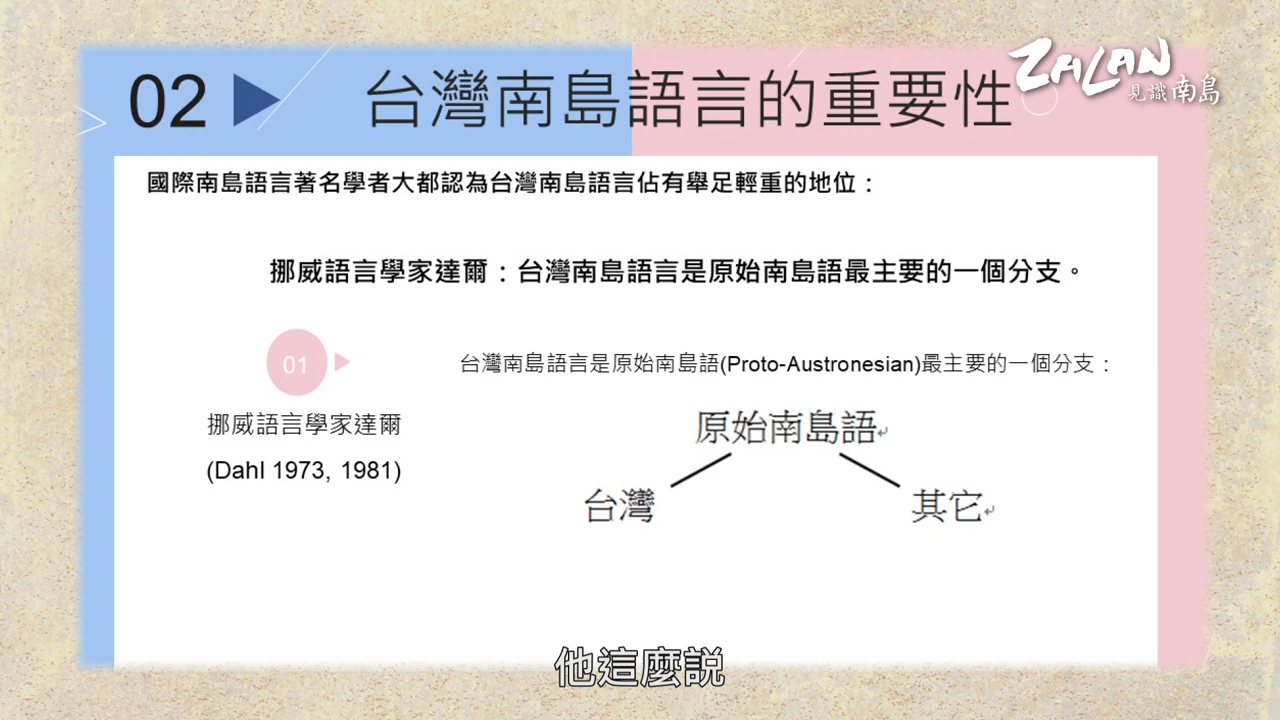 ZALAN
見識南島
02 台灣南島語言的重要性
國際南島語言著名學者大都認為台灣南島語言佔有舉足輕重的地位：
挪威語言學家達爾：台灣南島語言是原始南島語最主要的一個分支。
01
挪威語言學家達爾
(Dahl 1973, 1981)
台灣南島語言是原始南島語(Proto-Austronesian)最主要的一個分支：
原始南島語↵
台灣 其它↵
他這麼説